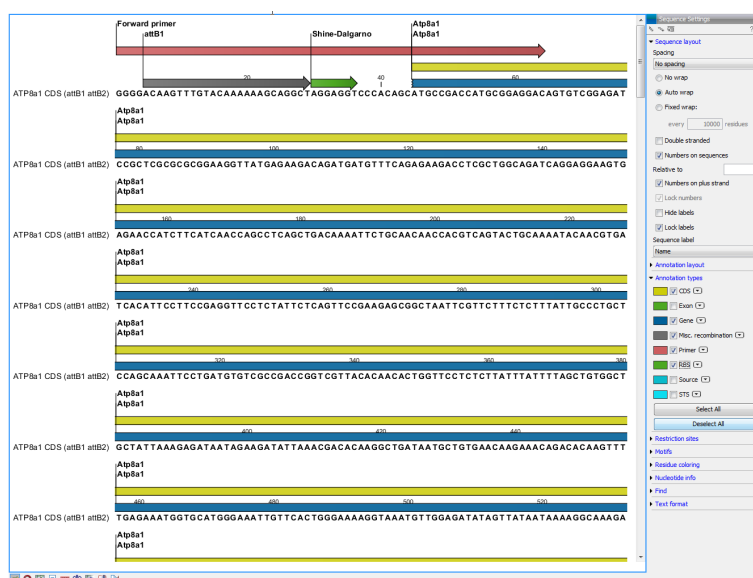 Forward primer
attB1
Shine-Dalgarno
Atp8a1
Atp8a1
20
40
60
ATP8a1 CDS (attB1 attB2) GGGGACAAGTTTGTACAAAAAAGCAGGCTAGGAGGTCCCACAGCATGCCGACCATGCGGAGGACAGTGTCGGAGAT
Atp8a1
Atp8a1
80
100
120
140
ATP8a1 CDS (attB1 attB2) CCGCTCGCGCGCGGAAGGTTATGAGAAGACAGATGATGTTTCAGAGAAGACCTCGCTGGCAGATCAGGAGGAAGTG
Atp8a1
Atp8a1
160
180
200
220
ATP8a1 CDS (attB1 attB2) AGAACCATCTTCATCAACCAGCCTCAGCTGACAAAATTCTGCAACAACCACGTCAGTACTGCAAAATACAACGTGA
Atp8a1
Atp8a1
240
260
280
300
ATP8a1 CDS (attB1 attB2) TCACATTCCTTCCGAGGTTCCTCTATTCTCAGTTCCGAAGAGCGGCTAATTCGTTCTTTCTCTTTATTGCCCTGCT
Atp8a1
Atp8a1
320
340
360
380
ATP8a1 CDS (attB1 attB2) CCAGCAAATTCCTGATGTGTCGCCGACCGGTCGTTACACAACACTGGTTCCTCTCTTATTTATTTTAGCTGTGGCT
Atp8a1
Atp8a1
400
420
440
ATP8a1 CDS (attB1 attB2) GCTATTAAAGAGATAATAGAAGATATTAAACGACACAAGGCTGATAATGCTGTGAACAAGAAACAGACACAAGTTT
Atp8a1
Atp8a1
460
480
500
520
ATP8a1 CDS (attB1 attB2) TGAGAAATGGTGCATGGGAAATTGTTCACTGGGAAAAGGTAAATGTTGGAGATATAGTTATAATAAAAGGCAAAGA
Atp8a1
Atp8a1
Sequence Settings
Sequence layout
Spacing
No spacing
No wrap
Auto wrap
Fixed wrap:
every 10000 residues
Double stranded
Numbers on sequences
Relative to
Numbers on plus strand
Lock numbers
Hide labels
Lock labels
Sequence label
Name
Annotation layout
Annotation types
CDS
Exon
Gene
Misc. recombination
Primer
RBS
Source
STS
Select All
Deselect All
Restriction sites
Motifs
Residue coloring
Nucleotide info
Find
Text format